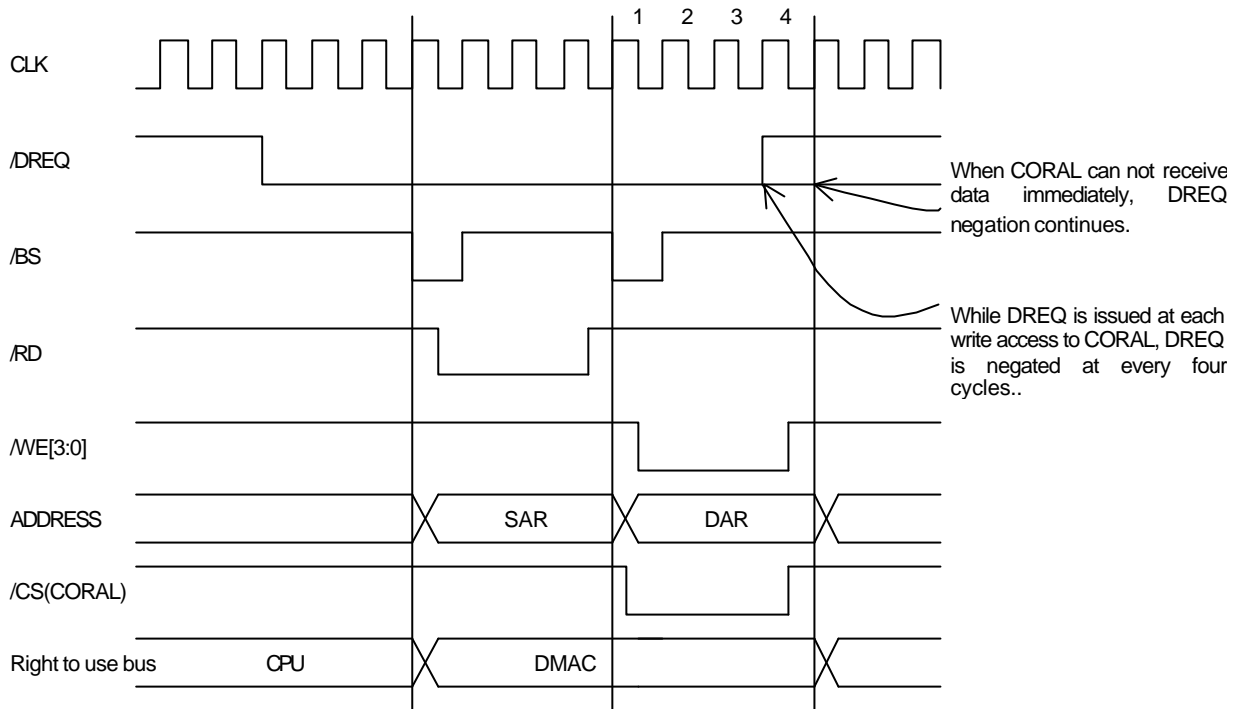 1 2 3 4
CLK
/DREQ
When CORAL can not receive
data immediately, DREQ
negation continues.
/BS
While DREQ is issued at each
write access to CORAL, DREQ
is negated at every four
cycles..
/RD
/WE[3:0]
ADDRESS SAR DAR
/CS(CORAL)
Right to use bus CPU DMAC